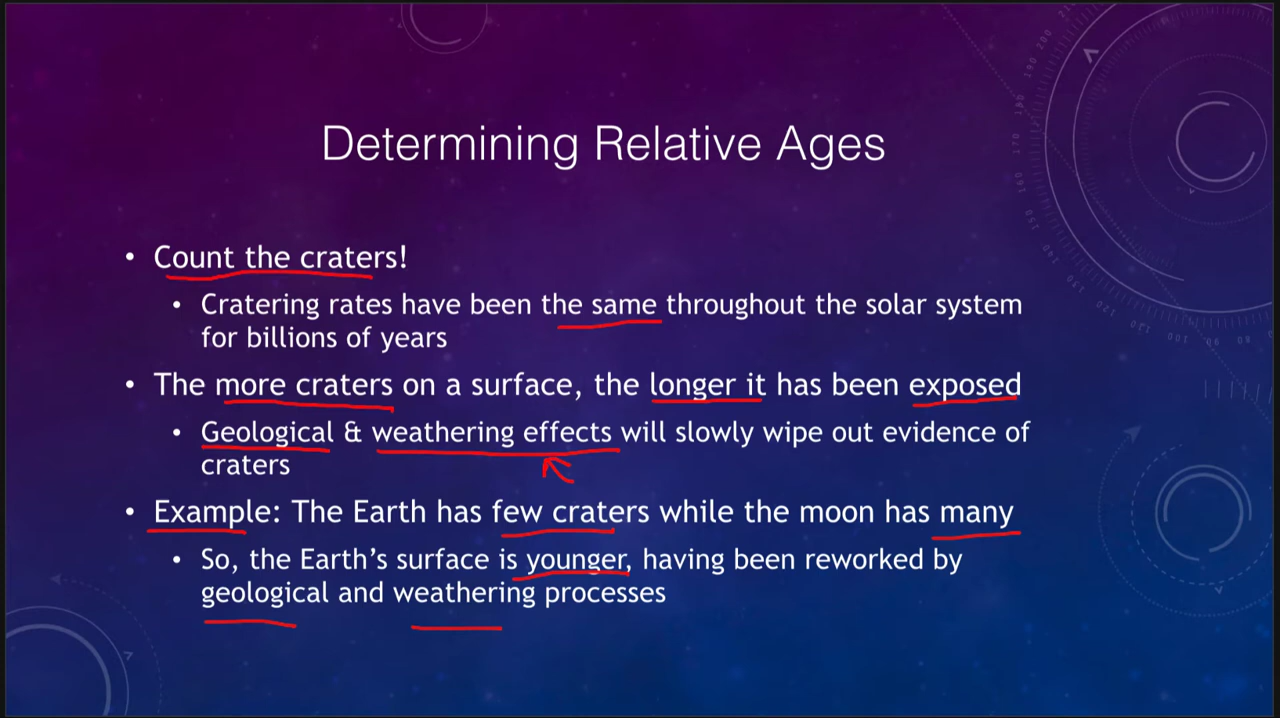 Determining Relative Ages
• Count the craters!
• Cratering rates have been the same throughout the solar system
for billions of years
• The more craters on a surface, the longer it has been exposed
• Geological & weathering effects will slowly wipe out evidence of
craters
• Example: The Earth has few craters while the moon has many
• So, the Earth's surface is younger, having been reworked by
geological and weathering processes